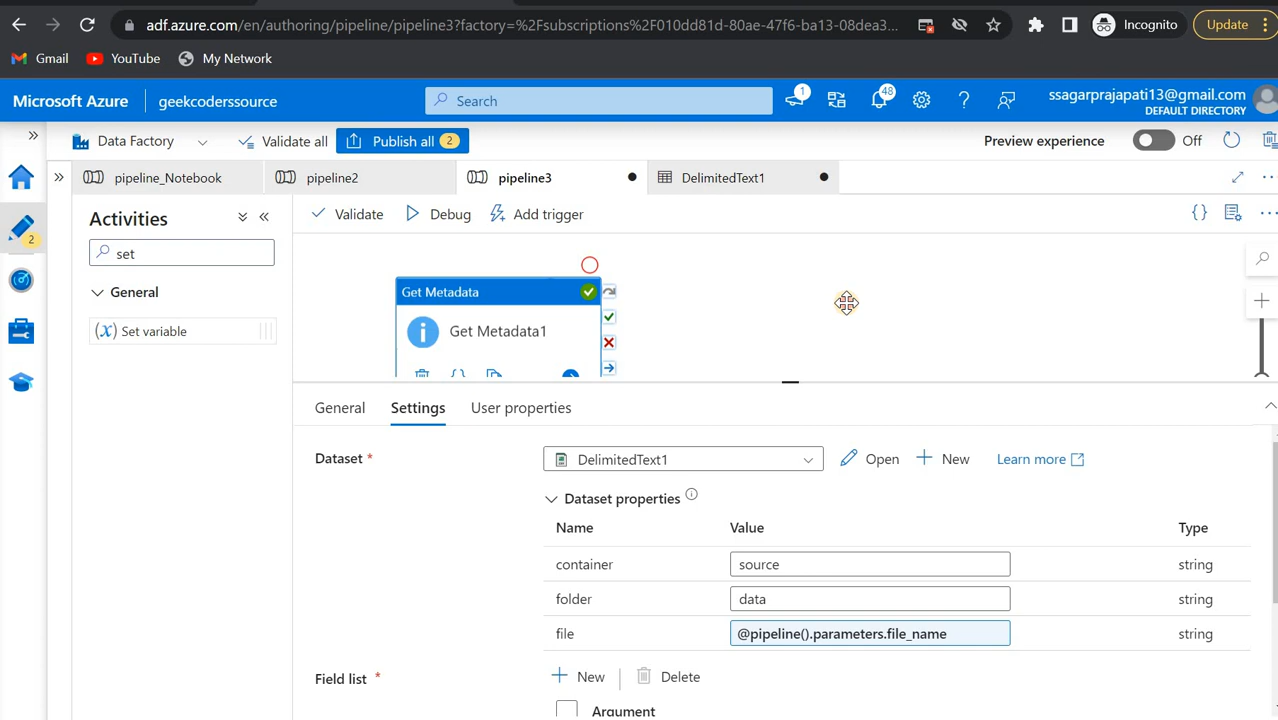 adf.azure.com/en/authoring/pipeline/pipeline3?factory=%2Fsubscriptions%2F010dd81d-80ae-47f6-ba13-08dea3...
Incognito
Update
Gmail
YouTube
My Network
Microsoft Azure
geekcoderssource
Search
1
48
ssagarprajapati13@gmail.com
DEFAULT DIRECTORY
Data Factory
Validate all
Publish all
2
Preview experience
Off
pipeline_Notebook
pipeline2
pipeline3
DelimitedText1
2
Activities
set
General
(x) Set variable
Validate
Debug
Add trigger
Get Metadata
Get Metadata1
General
Settings
User properties
Dataset *
DelimitedText1
Open
New
Learn more
Dataset properties
Name
Value
Type
container
source
string
folder
data
string
file
@pipeline().parameters.file_name
string
Field list *
New
Delete
Argument